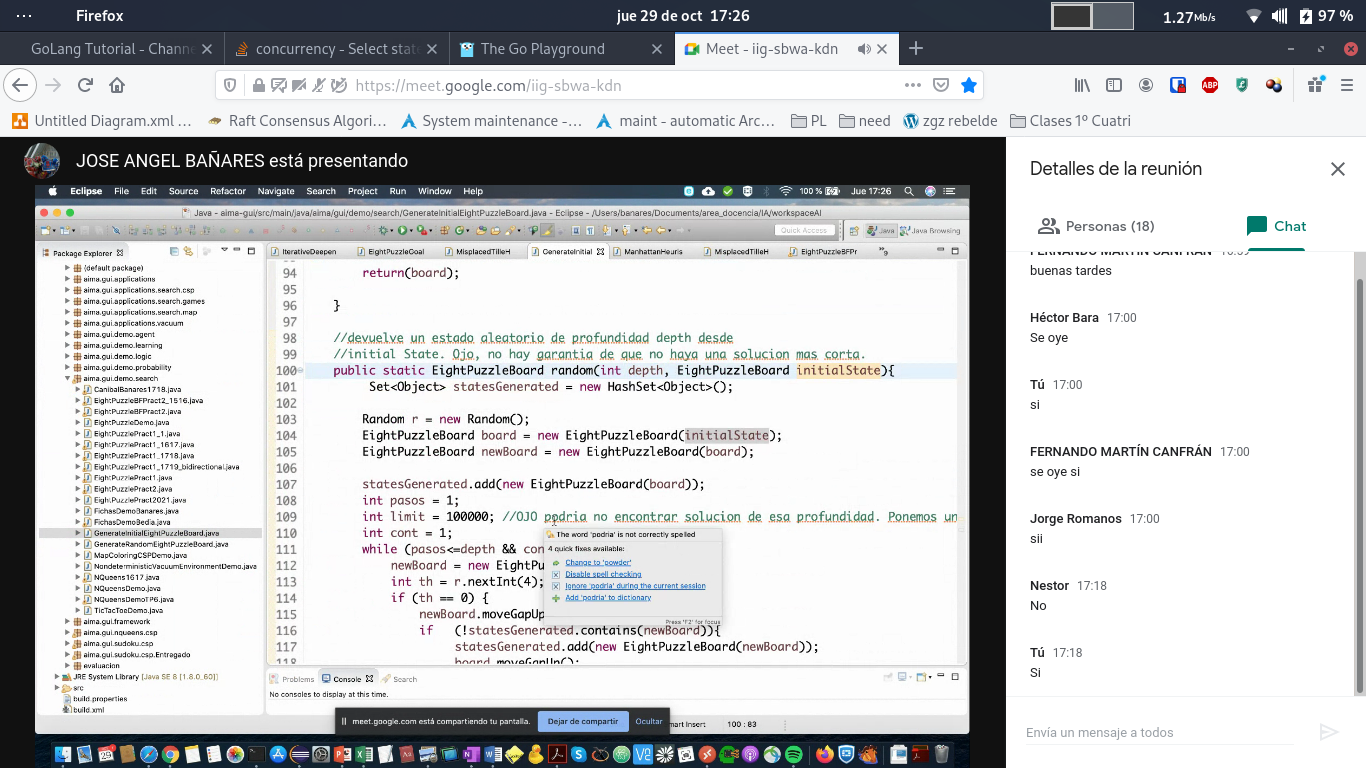 Firefox
jue 29 de oct 17:26
1.27Mb/s
97 %
GoLang Tutorial - Channe
concurrency - Select stat
The Go Playground
Meet - iig-sbwa-kdn
https://meet.google.com/iig-sbwa-kdn
ABP
Untitled Diagram.xml ...
Raft Consensus Algori...
System maintenance -...
maint - automatic Arc...
PL
need
zgz rebelde
Clases 1º Cuatri
JOSE ANGEL BAÑARES está presentando
Eclipse File Edit Source Refactor Navigate Search Project Run Window Help
100 % Jue 17:26
Java - aima-gui/src/main/java/aima/gui/demo/search/GenerateInitialEightPuzzleBoard.java - Eclipse - /Users/banares/Documents/area_docencia/IA/workspaceAI
Quick Access
Java
Java Browsing
Package Explorer
(default package)
aima.gui.applications
aima.gui.applications.search.csp
aima.gui.applications.search.games
aima.gui.applications.search.map
aima.gui.applications.vacuum
aima.gui.demo.agent
aima.gui.demo.learning
aima.gui.demo.logic
aima.gui.demo.probability
aima.gui.demo.search
CanibalBanares1718.java
EightPuzzleBFPract2_1516.java
EightPuzzleBFPract2.java
EightPuzzleDemo.java
EightPuzzlePract1_1.java
EightPuzzlePract1_1617.java
EightPuzzlePract1_1718.java
EightPuzzlePract1_1719_bidirectional.java
EightPuzzlePract1.java
EightPuzzlePract2.java
EightPuzzlePract2021.java
FichasDemoBanares.java
FichasDemoBedia.java
GenerateInitialEightPuzzleBoard.java
GenerateRandomEightPuzzleBoard.java
MapColoringCSPDemo.java
NondeterministicVacuumEnvironmentDemo.java
NQueens1617.java
NQueensDemo.java
NQueensDemoTP6.java
TicTacToeDemo.java
aima.gui.framework
aima.gui.nqueens.csp
aima.gui.sudoku.csp
aima.gui.sudoku.csp.Entregado
evaluacion
JRE System Library [Java SE 8 [1.8.0_60]]
src
build.properties
build.xml
IterativeDeepen
EightPuzzleGoal
MisplacedTilleH
GenerateInitial
ManhattanHeuris
MisplacedTilleH
EightPuzzleBFPr
»9
94 return(board);
95
96 }
97
98 //devuelve un estado aleatorio de profundidad depth desde
99 //initial State. Ojo, no hay garantia de que no haya una solucion mas corta.
100 public static EightPuzzleBoard random(int depth, EightPuzzleBoard initialState){
101 Set<Object> statesGenerated = new HashSet<Object>();
102
103 Random r = new Random();
104 EightPuzzleBoard board = new EightPuzzleBoard(initialState);
105 EightPuzzleBoard newBoard = new EightPuzzleBoard(board);
106
107 statesGenerated.add(new EightPuzzleBoard(board));
108 int pasos = 1;
109 int limit = 100000; //OJO podria no encontrar solucion de esa profundidad. Ponemos un
110 int cont = 1;
111 while (pasos<=depth && con
112 newBoard = new EightPu
113 int th = r.nextInt(4);
114 if (th == 0) {
115 newBoard.moveGapUp
116 if (!statesGenerated.contains(newBoard)){
117 statesGenerated.add(new EightPuzzleBoard(newBoard));
118 board.moveGapUp();
The word 'podria' is not correctly spelled
4 quick fixes available:
Change to 'powder'
Disable spell checking
Ignore 'podria' during the current session
Add 'podria' to dictionary
Press 'F2' for focus
Problems
Console
Search
No consoles to display at this time.
meet.google.com está compartiendo tu pantalla.
Dejar de compartir
Ocultar
mart Insert
100 : 83
Detalles de la reunión
Personas (18)
Chat
FERNANDO MARTÍN CANFRÁN 16:59
buenas tardes
Héctor Bara 17:00
Se oye
Tú 17:00
si
FERNANDO MARTÍN CANFRÁN 17:00
se oye si
Jorge Romanos 17:00
sii
Nestor 17:18
No
Tú 17:18
Si
Envía un mensaje a todos